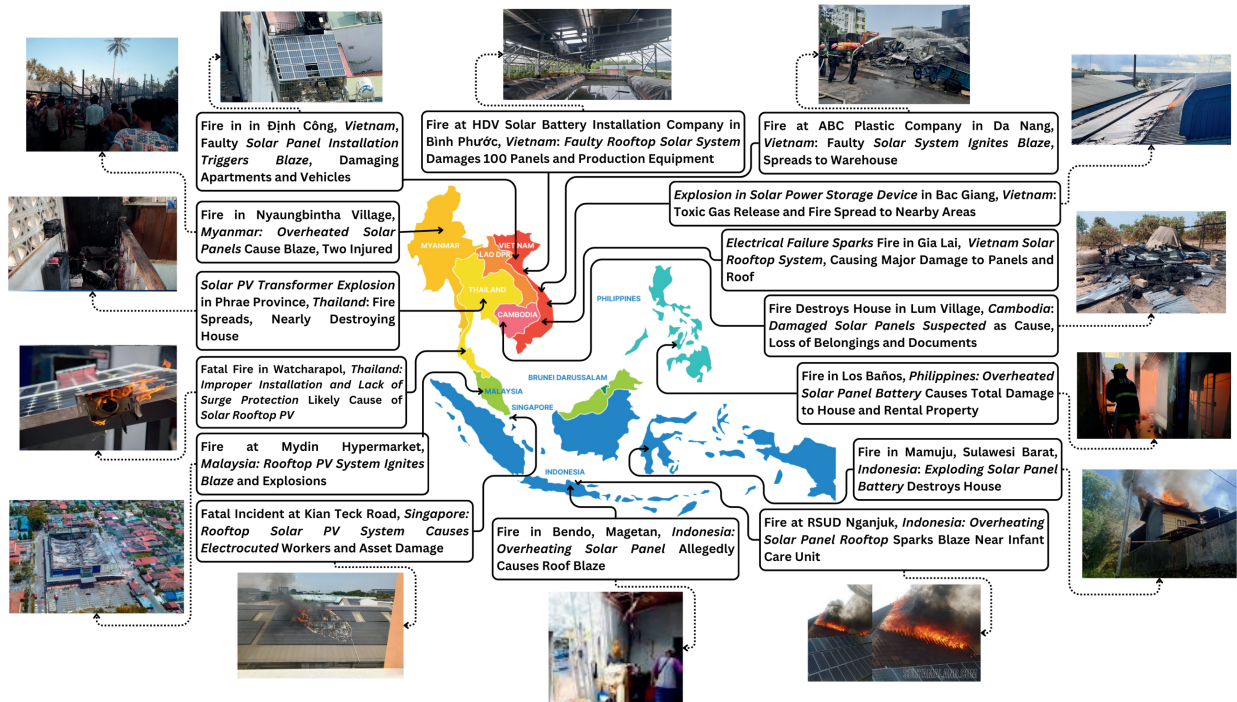 Fire in in Định Công, Vietnam,
Faulty Solar Panel Installation
Triggers Blaze, Damaging
Apartments and Vehicles
Fire at HDV Solar Battery Installation Company in
Bình Phước, Vietnam: Faulty Rooftop Solar System
Damages 100 Panels and Production Equipment
Fire at ABC Plastic Company in Da Nang,
Vietnam: Faulty Solar System Ignites Blaze,
Spreads to Warehouse
Explosion in Solar Power Storage Device in Bac Giang, Vietnam:
Toxic Gas Release and Fire Spread to Nearby Areas
Fire in Nyaungbintha Village,
Myanmar: Overheated Solar
Panels Cause Blaze, Two Injured
Electrical Failure Sparks Fire in Gia Lai, Vietnam Solar
Rooftop System, Causing Major Damage to Panels and
Roof
Solar PV Transformer Explosion
in Phrae Province, Thailand: Fire
Spreads, Nearly Destroying
House
Fire Destroys House in Lum Village, Cambodia:
Damaged Solar Panels Suspected as Cause,
Loss of Belongings and Documents
Fatal Fire in Watcharapol, Thailand:
Improper Installation and Lack of
Surge Protection Likely Cause of
Solar Rooftop PV
Fire in Los Baños, Philippines: Overheated
Solar Panel Battery Causes Total Damage
to House and Rental Property
Fire at Mydin Hypermarket,
Malaysia: Rooftop PV System Ignites
Blaze and Explosions
Fire in Mamuju, Sulawesi Barat,
Indonesia: Exploding Solar Panel
Battery Destroys House
Fatal Incident at Kian Teck Road, Singapore:
Rooftop Solar PV System Causes
Electrocuted Workers and Asset Damage
Fire in Bendo, Magetan, Indonesia:
Overheating Solar Panel Allegedly
Causes Roof Blaze
Fire at RSUD Nganjuk, Indonesia: Overheating
Solar Panel Rooftop Sparks Blaze Near Infant
Care Unit
MYANMAR
VIETNAM
LAO DPR
THAILAND
CAMBODIA
PHILIPPINES
BRUNEI DARUSSALAM
MALAYSIA
SINGAPORE
INDONESIA